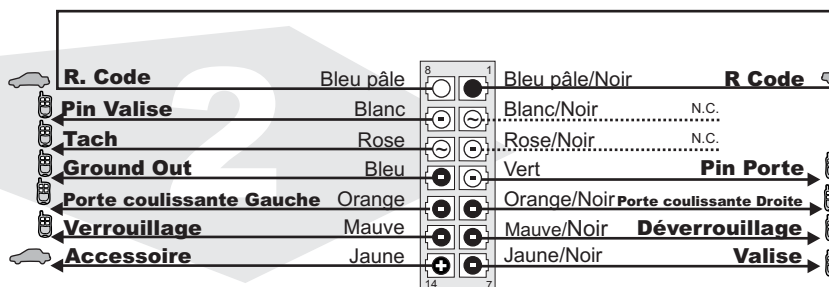 8 1
R. Code Bleu pâle Bleu pâle/Noir R Code
Pin Valise Blanc Blanc/Noir N.C.
Tach Rose Rose/Noir N.C.
Ground Out Bleu Vert Pin Porte
Porte coulissante Gauche Orange Orange/Noir Porte coulissante Droite
Verrouillage Mauve Mauve/Noir Déverrouillage
Accessoire Jaune Jaune/Noir Valise
14 7
2